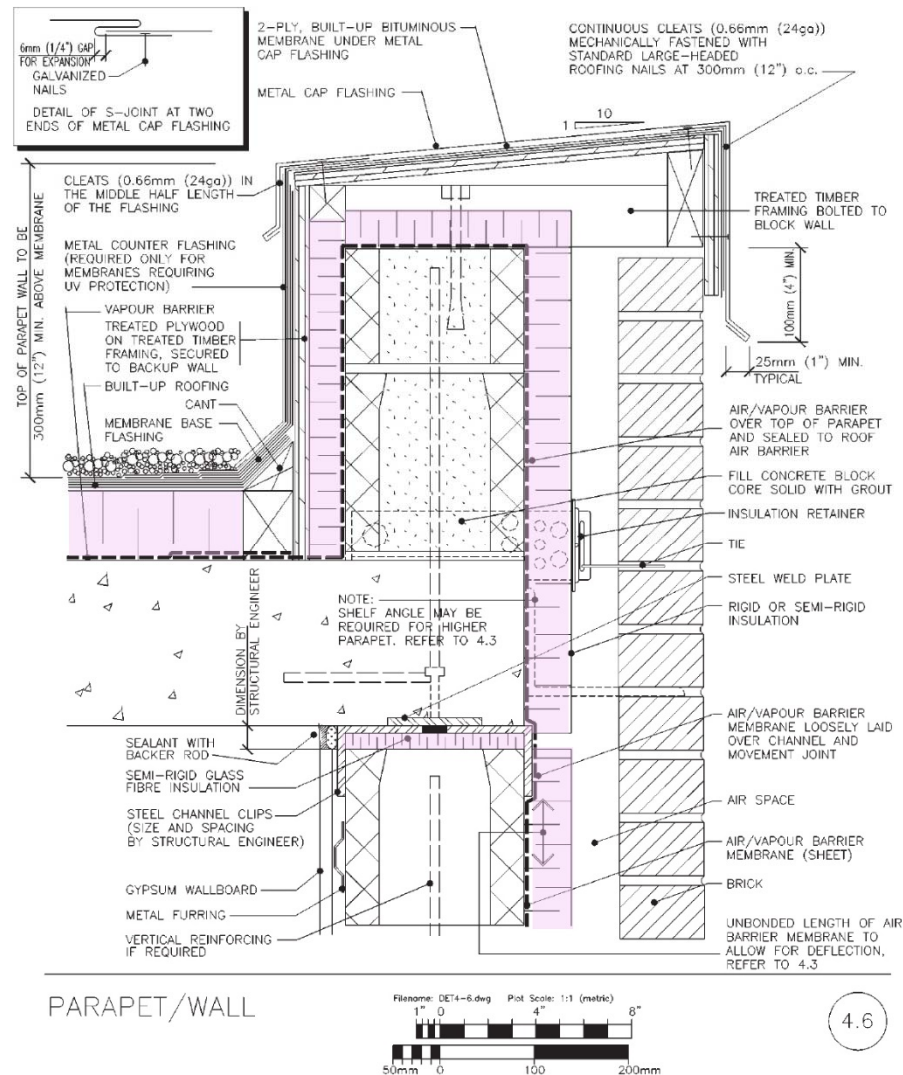 6mm (1/4") GAP
FOR EXPANSION
GALVANIZED
NAILS
DETAIL OF S-JOINT AT TWO
ENDS OF METAL CAP FLASHING
2-PLY, BUILT-UP BITUMINOUS
MEMBRANE UNDER METAL
CAP FLASHING
METAL CAP FLASHING
CONTINUOUS CLEATS (0.66mm (24ga))
MECHANICALLY FASTENED WITH
STANDARD LARGE-HEADED
ROOFING NAILS AT 300mm (12") o.c.
10
1
TOP OF PARAPET WALL TO BE
300mm (12") MIN. ABOVE MEMBRANE
CLEATS (0.66mm (24ga)) IN
THE MIDDLE HALF LENGTH
OF THE FLASHING
METAL COUNTER FLASHING
(REQUIRED ONLY FOR
MEMBRANES REQUIRING
UV PROTECTION)
VAPOUR BARRIER
TREATED PLYWOOD
ON TREATED TIMBER
FRAMING, SECURED
TO BACKUP WALL
BUILT-UP ROOFING
CANT
MEMBRANE BASE
FLASHING
TREATED TIMBER
FRAMING BOLTED TO
BLOCK WALL
100mm (4") MIN.
25mm (1") MIN.
TYPICAL
AIR/VAPOUR BARRIER
OVER TOP OF PARAPET
AND SEALED TO ROOF
AIR BARRIER
FILL CONCRETE BLOCK
CORE SOLID WITH GROUT
INSULATION RETAINER
TIE
STEEL WELD PLATE
RIGID OR SEMI-RIGID
INSULATION
NOTE:
SHELF ANGLE MAY BE
REQUIRED FOR HIGHER
PARAPET. REFER TO 4.3
DIMENSION BY
STRUCTURAL ENGINEER
SEALANT WITH
BACKER ROD
SEMI-RIGID GLASS
FIBRE INSULATION
STEEL CHANNEL CLIPS
(SIZE AND SPACING
BY STRUCTURAL ENGINEER)
GYPSUM WALLBOARD
METAL FURRING
VERTICAL REINFORCING
IF REQUIRED
AIR/VAPOUR BARRIER
MEMBRANE LOOSELY LAID
OVER CHANNEL AND
MOVEMENT JOINT
AIR SPACE
AIR/VAPOUR BARRIER
MEMBRANE (SHEET)
BRICK
UNBONDED LENGTH OF AIR
BARRIER MEMBRANE TO
ALLOW FOR DEFLECTION,
REFER TO 4.3
PARAPET/WALL
Filename: DET4-6.dwg Plot Scale: 1:1 (metric)
1" 0 4" 8"
50mm 0 100 200mm
4.6